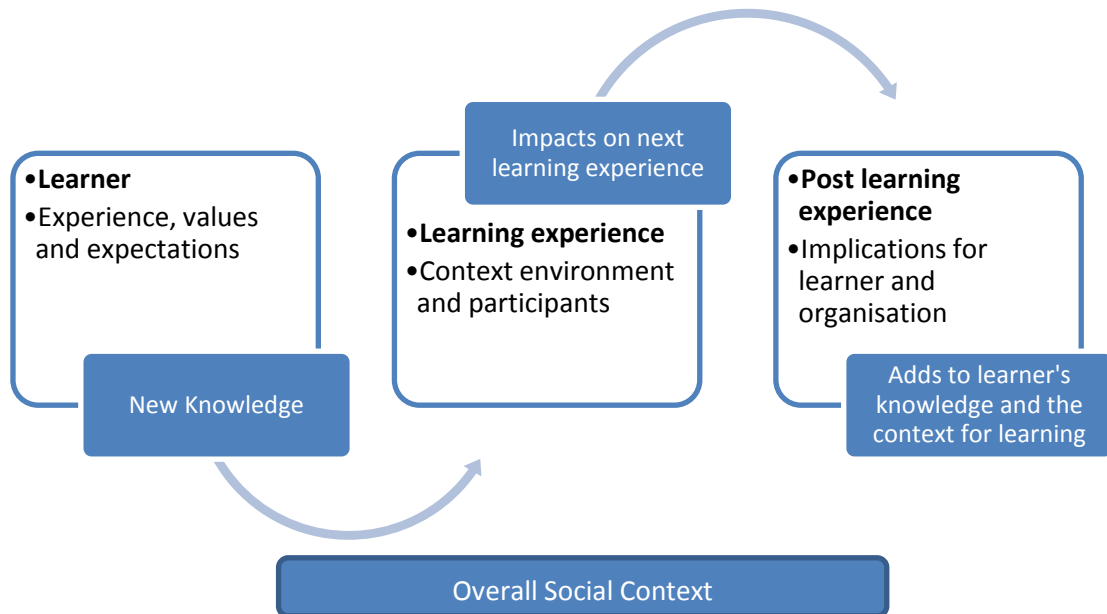 •Learner
•Experience, values
and expectations
New Knowledge
Impacts on next
learning experience
•Learning experience
•Context environment
and participants
•Post learning
experience
•Implications for
learner and
organisation
Adds to learner's
knowledge and the
context for learning
Overall Social Context